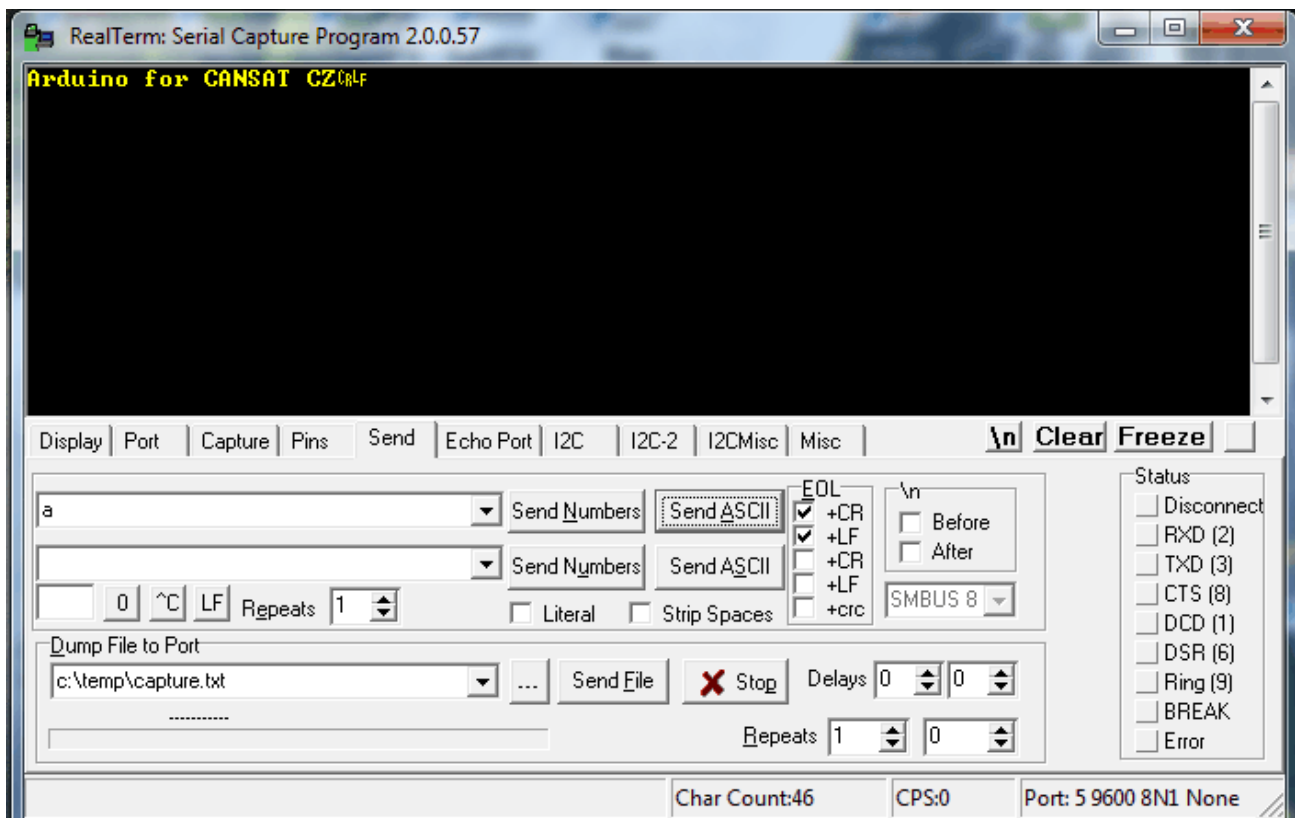 RealTerm: Serial Capture Program 2.0.0.57
Arduino for CANSAT CZCRLF
Display Port Capture Pins Send Echo Port I2C I2C-2 I2CMisc Misc \n Clear Freeze
Status
EOL
\n
a
Send Numbers
Send ASCII
+CR
+LF
Before
After
Send Numbers
Send ASCII
+CR
+LF
+crc
SMBUS 8
0
^C
LF
Repeats 1
Literal
Strip Spaces
Disconnect
RXD (2)
TXD (3)
CTS (8)
DCD (1)
DSR (6)
Ring (9)
BREAK
Error
Dump File to Port
c:\temp\capture.txt
...
Send File
X Stop
Delays 0 0
-----------
Repeats 1 0
Char Count:46 CPS:0 Port: 5 9600 8N1 None